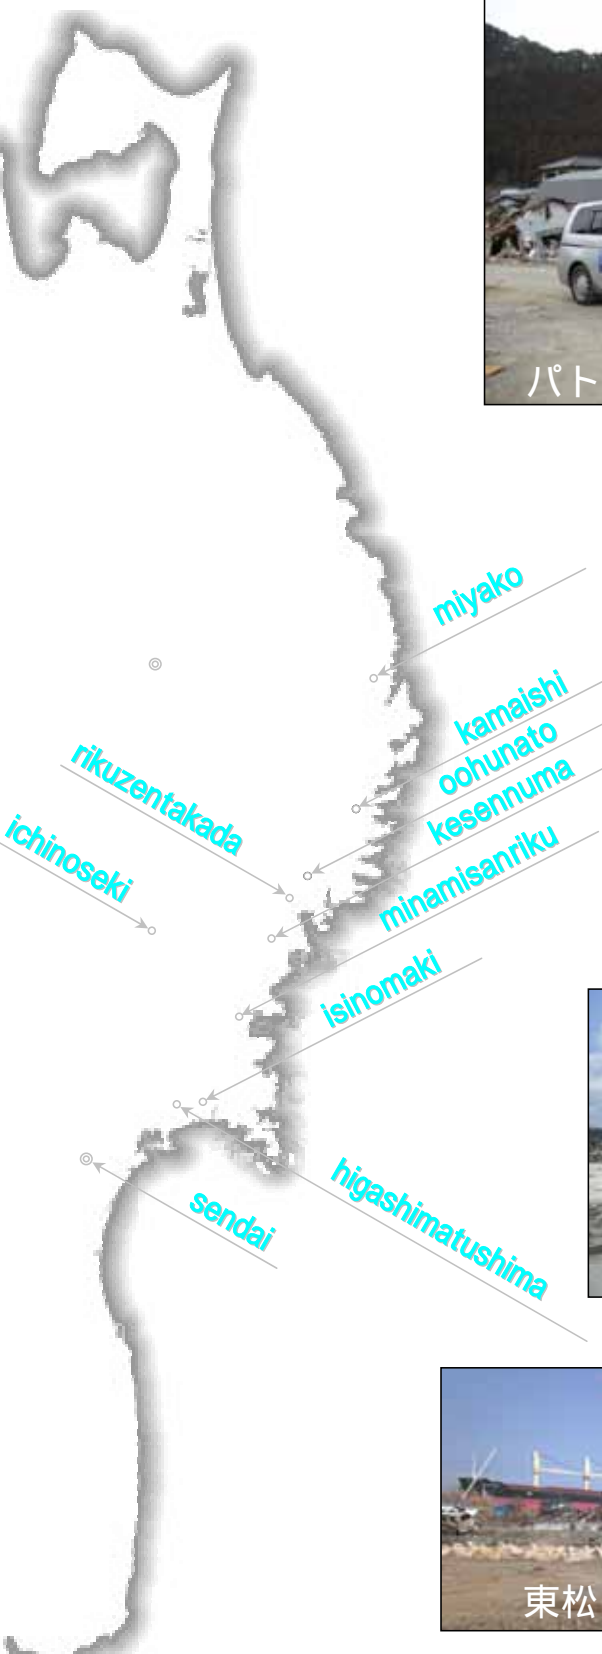 パト
miyako
kamaishi
oohunato
kesennuma
minamisanriku
rikuzentakada
ichinoseki
isinomaki
higashimatushima
sendai
東松